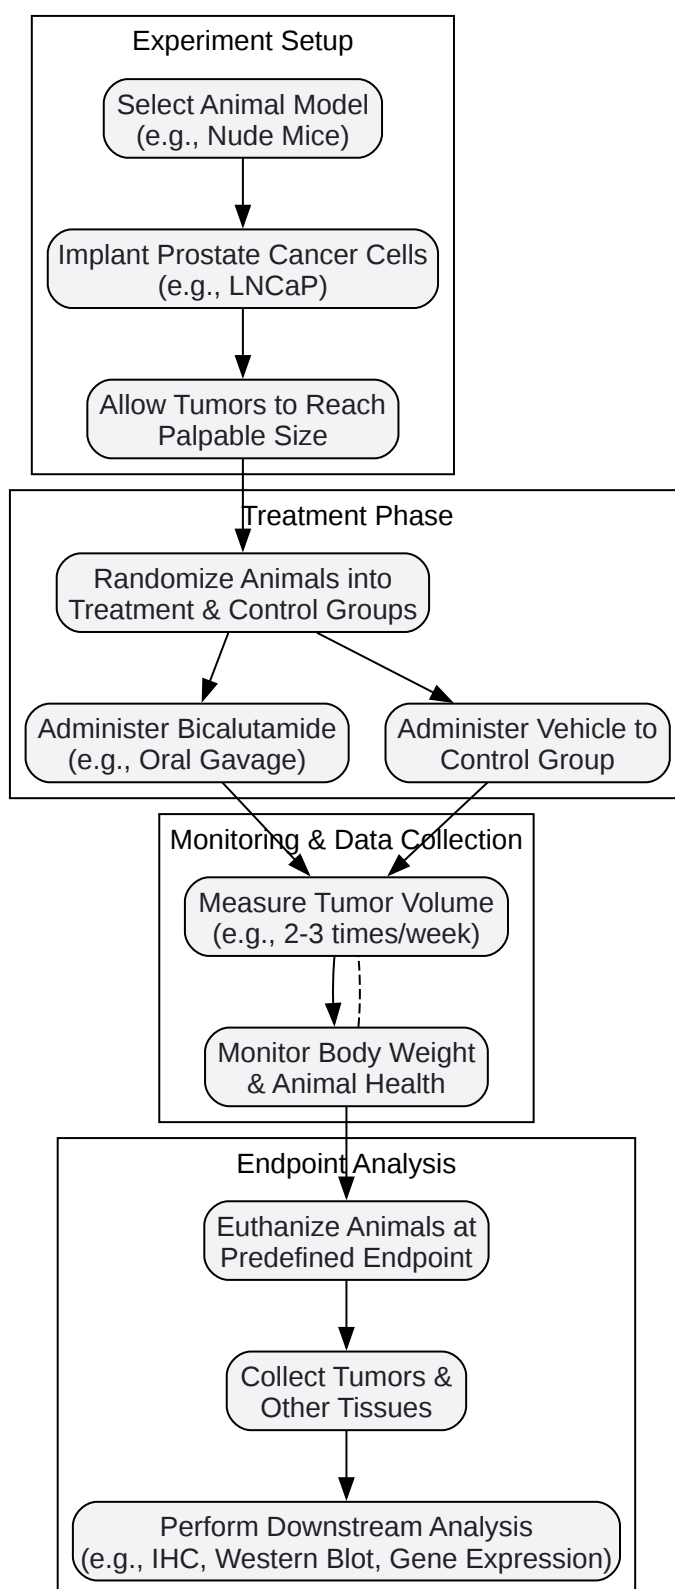 Experiment Setup
Select Animal Model
(e.g., Nude Mice)
Implant Prostate Cancer Cells
(e.g., LNCaP)
Allow Tumors to Reach
Palpable Size
Treatment Phase
Randomize Animals into
Treatment & Control Groups
Administer Bicalutamide
(e.g., Oral Gavage)
Administer Vehicle to
Control Group
Monitoring & Data Collection
Measure Tumor Volume
(e.g., 2-3 times/week)
Monitor Body Weight
& Animal Health
Endpoint Analysis
Euthanize Animals at
Predefined Endpoint
Collect Tumors &
Other Tissues
Perform Downstream Analysis
(e.g., IHC, Western Blot, Gene Expression)